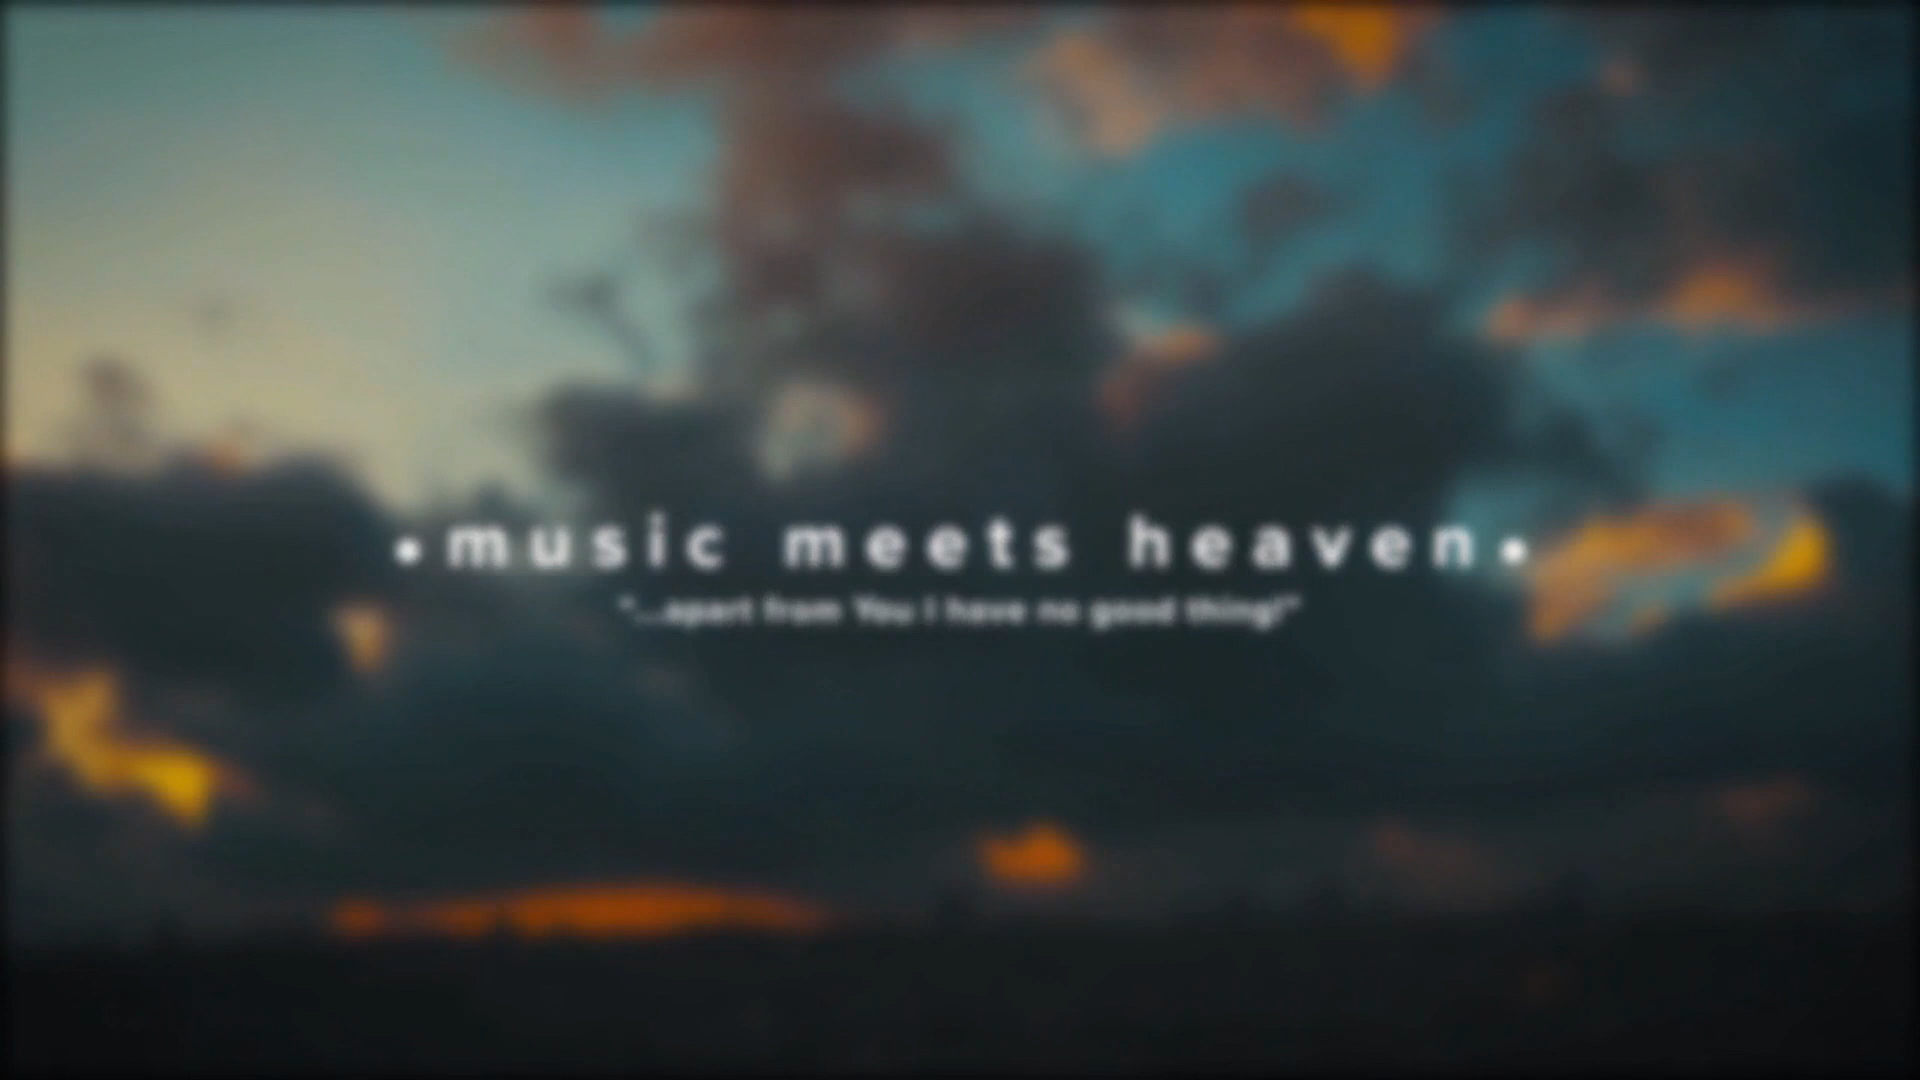 •music meets heaven•
"...apart from You I have no good thing!"